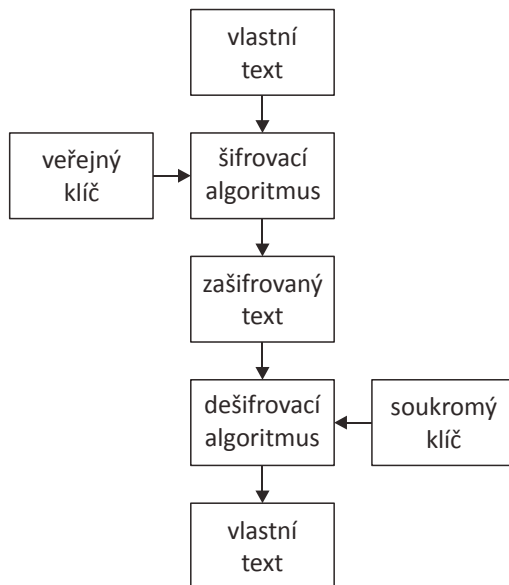 vlastní
text
veřejný
klíč
šifrovací
algoritmus
zašifrovaný
text
dešifrovací
algoritmus
soukromý
klíč
vlastní
text